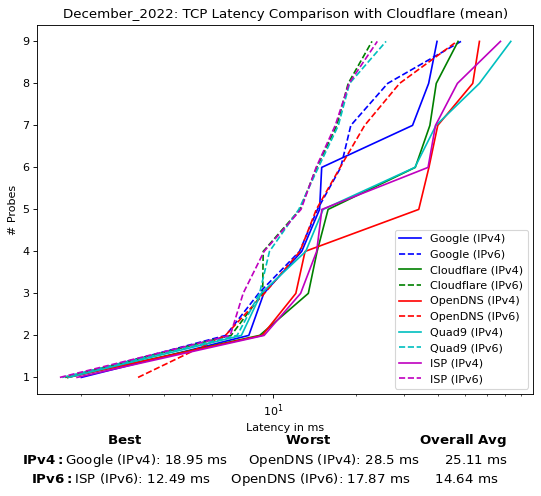 December_2022: TCP Latency Comparison with Cloudflare (mean)
9
8
7
6
5
4
3
2
1
# Probes
Google (IPv4)
Google (IPv6)
Cloudflare (IPv4)
Cloudflare (IPv6)
OpenDNS (IPv4)
OpenDNS (IPv6)
Quad9 (IPv4)
Quad9 (IPv6)
ISP (IPv4)
ISP (IPv6)
10^1
Latency in ms
Best Worst Overall Avg
IPv4: Google (IPv4): 18.95 ms OpenDNS (IPv4): 28.5 ms 25.11 ms
IPv6: ISP (IPv6): 12.49 ms OpenDNS (IPv6): 17.87 ms 14.64 ms